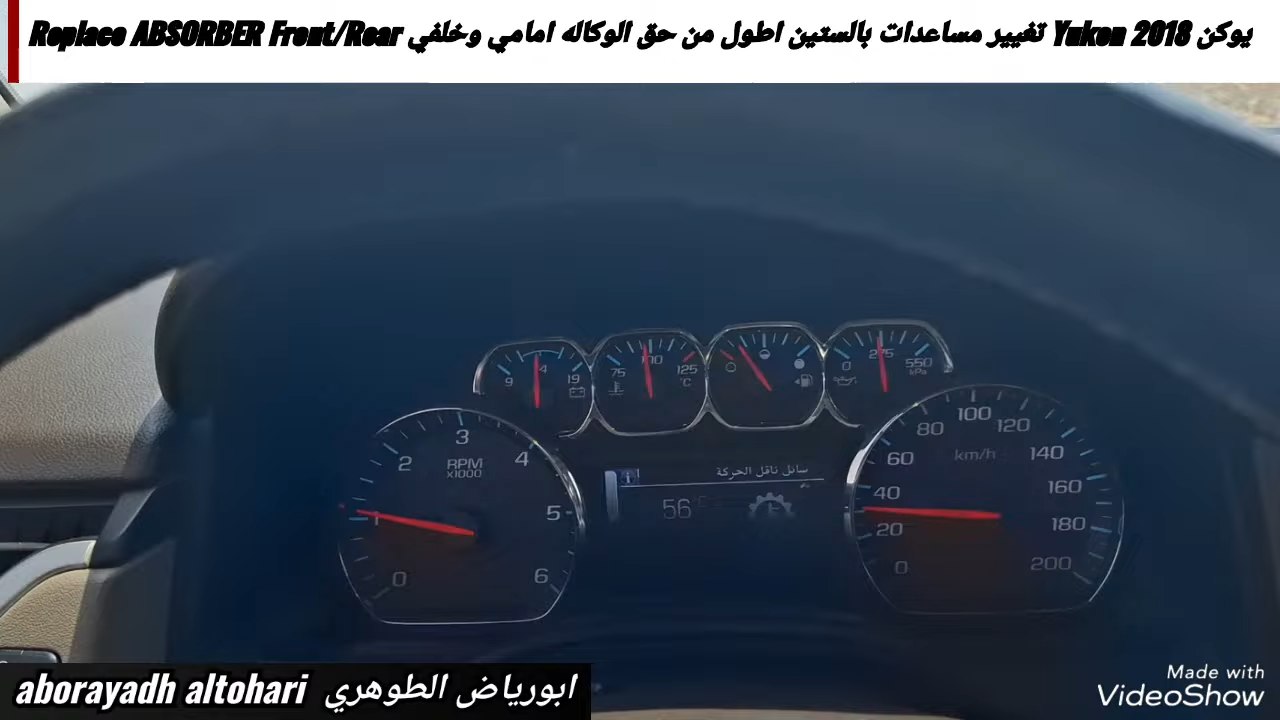 يوكن Yukon 2018 تغيير مساعدات بالستين اطول من حق الوكاله امامي وخلفي Replace ABSORBER Front/Rear
9 14 19
75 100 125 °C
0 275 550 kPa
0 1 2 3 4 5 6
RPM
X1000
سائل ناقل الحركة
56°C
0 20 40 60 80 100 120 140 160 180 200
km/h
aborayadh altohari ابورياض الطوهري
Made with
VideoShow